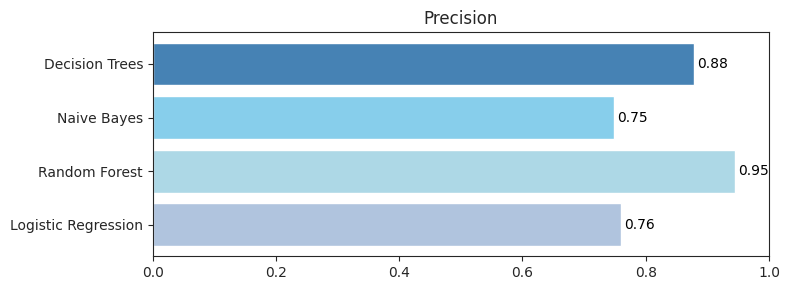 Precision
Decision Trees
0.88
Naive Bayes
0.75
Random Forest
0.95
Logistic Regression
0.76
0.0 0.2 0.4 0.6 0.8 1.0